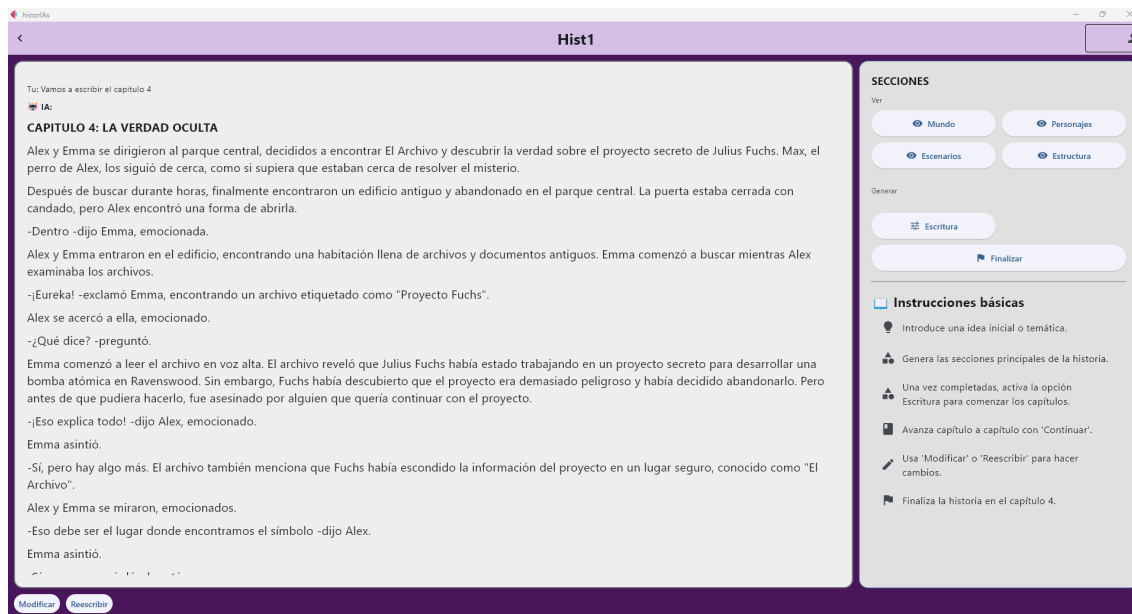 historIAs
Hist1
Tu: Vamos a escribir el capitulo 4
IA:
CAPITULO 4: LA VERDAD OCULTA
Alex y Emma se dirigieron al parque central, decididos a encontrar El Archivo y descubrir la verdad sobre el proyecto secreto de Julius Fuchs. Max, el
perro de Alex, los siguió de cerca, como si supiera que estaban cerca de resolver el misterio.
Después de buscar durante horas, finalmente encontraron un edificio antiguo y abandonado en el parque central. La puerta estaba cerrada con
candado, pero Alex encontró una forma de abrirla.
-Dentro -dijo Emma, emocionada.
Alex y Emma entraron en el edificio, encontrando una habitación llena de archivos y documentos antiguos. Emma comenzó a buscar mientras Alex
examinaba los archivos.
-¡Eureka! -exclamó Emma, encontrando un archivo etiquetado como "Proyecto Fuchs".
Alex se acercó a ella, emocionado.
-¿Qué dice? -preguntó.
Emma comenzó a leer el archivo en voz alta. El archivo reveló que Julius Fuchs había estado trabajando en un proyecto secreto para desarrollar una
bomba atómica en Ravenswood. Sin embargo, Fuchs había descubierto que el proyecto era demasiado peligroso y había decidido abandonarlo. Pero
antes de que pudiera hacerlo, fue asesinado por alguien que quería continuar con el proyecto.
-¡Eso explica todo! -dijo Alex, emocionado.
Emma asintió.
-Sí, pero hay algo más. El archivo también menciona que Fuchs había escondido la información del proyecto en un lugar seguro, conocido como "El
Archivo".
Alex y Emma se miraron, emocionados.
-Eso debe ser el lugar donde encontramos el símbolo -dijo Alex.
Emma asintió.
Modificar
Reescribir
SECCIONES
Ver
Mundo
Personajes
Escenarios
Estructura
Generar
Escritura
Finalizar
Instrucciones básicas
Introduce una idea inicial o temática.
Genera las secciones principales de la historia.
Una vez completadas, activa la opción
Escritura para comenzar los capítulos.
Avanza capítulo a capítulo con 'Continuar'.
Usa 'Modificar' o 'Reescribir' para hacer
cambios.
Finaliza la historia en el capítulo 4.